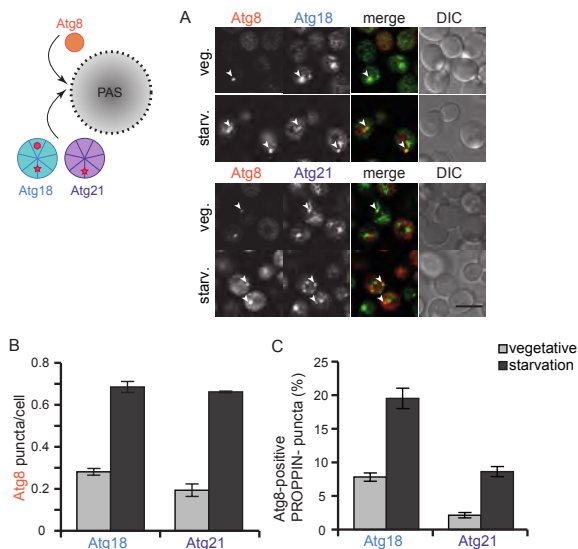 Atg8
PAS
Atg18 Atg21
A
Atg8 Atg18 merge DIC
veg.
starv.
Atg8 Atg21 merge DIC
veg.
starv.
B
Atg8 puncta/cell
0.8
0.6
0.4
0.2
0
Atg18 Atg21
C
vegetative
starvation
Atg8-positive
PROPPIN- puncta (%)
25
20
15
10
5
0
Atg18 Atg21